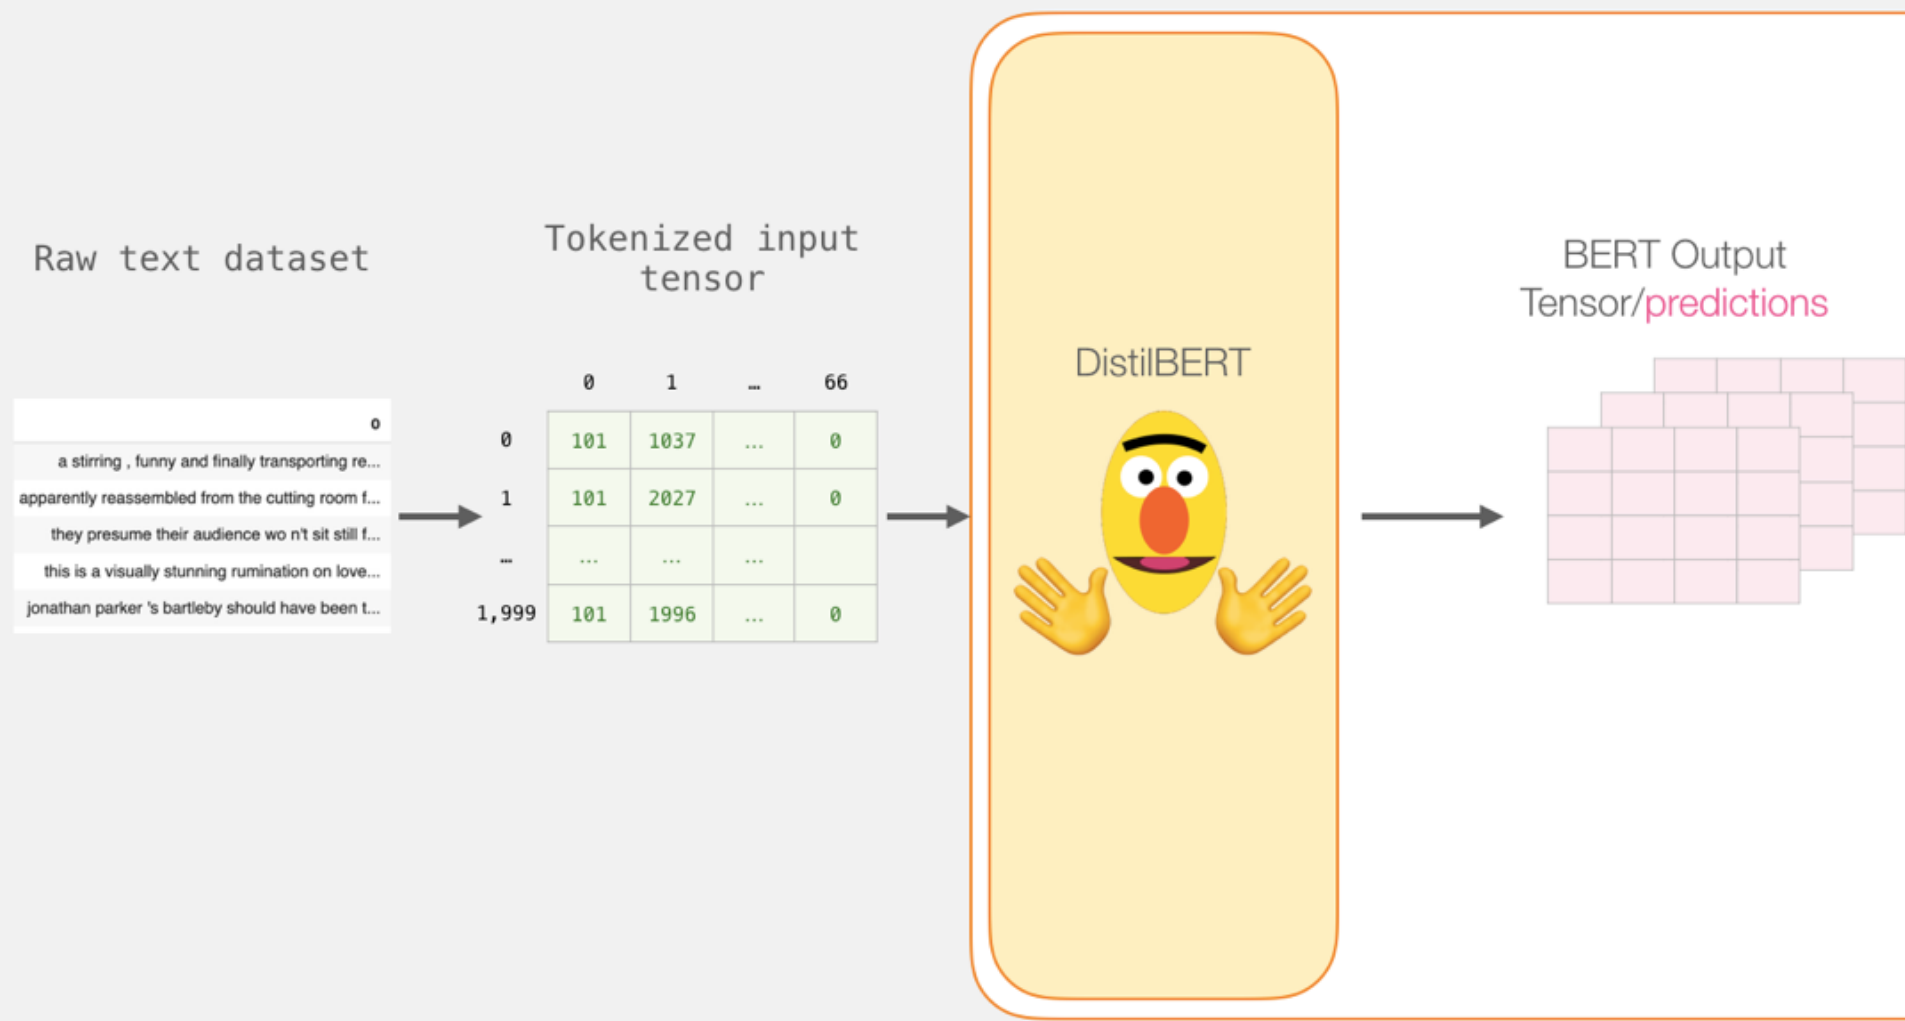 Raw text dataset
0
a stirring , funny and finally transporting re...
apparently reassembled from the cutting room f...
they presume their audience wo n't sit still f...
this is a visually stunning rumination on love...
jonathan parker 's bartleby should have been t...
Tokenized input
tensor
0 1 … 66
0 101 1037 ... 0
1 101 2027 ... 0
… ... ... ...
1,999 101 1996 ... 0
DistilBERT
BERT Output
Tensor/predictions